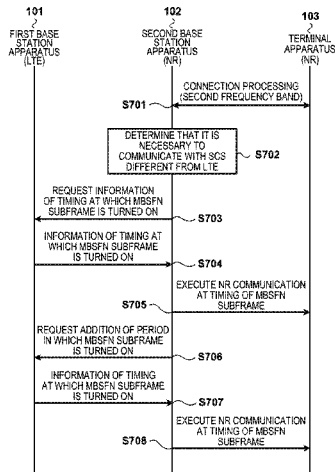 101
FIRST BASE
STATION
APPARATUS
(LTE)
102
SECOND BASE
STATION
APPARATUS
(NR)
103
TERMINAL
APPARATUS
(NR)
CONNECTION PROCESSING
(SECOND FREQUENCY BAND)
S701
DETERMINE THAT IT IS
NECESSARY TO
COMMUNICATE WITH SCS
DIFFERENT FROM LTE
S702
REQUEST INFORMATION
OF TIMING AT WHICH MBSFN
SUBFRAME IS TURNED ON
S703
INFORMATION OF TIMING AT
WHICH MBSFN SUBFRAME
IS TURNED ON
S704
EXECUTE NR COMMUNICATION
AT TIMING OF MBSFN
SUBFRAME
S705
REQUEST ADDITION OF PERIOD
IN WHICH MBSFN SUBFRAME
IS TURNED ON
S706
INFORMATION OF TIMING
AT WHICH MBSFN SUBFRAME
IS TURNED ON
S707
EXECUTE NR COMMUNICATION
AT TIMING OF MBSFN
SUBFRAME
S708